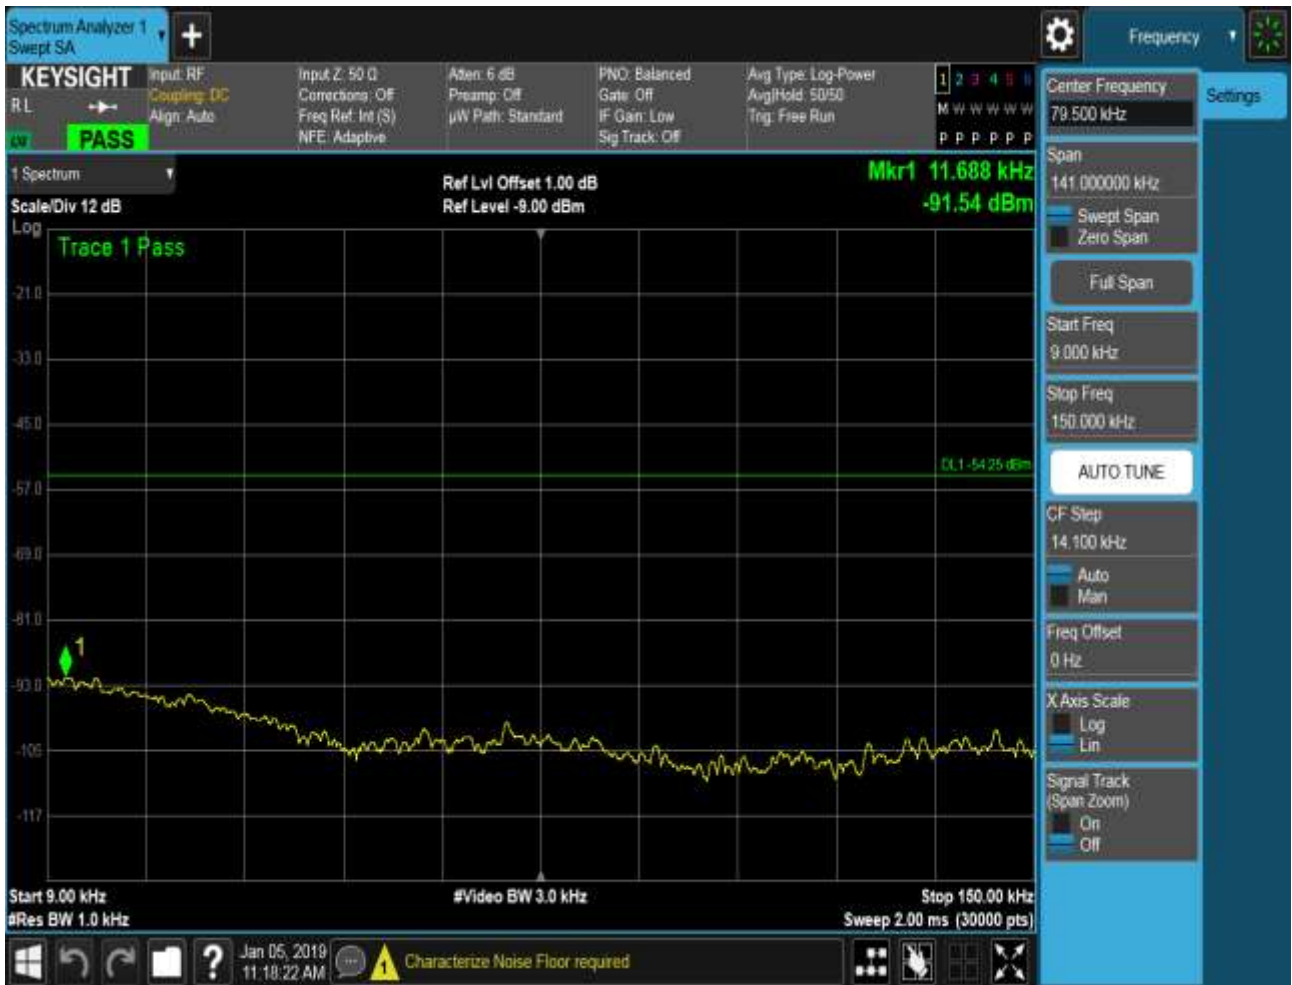 Spectrum Analyzer 1
Swept SA
Frequency
KEYSIGHT
R L
PASS
Input: RF
Coupling: DC
Align: Auto
Input Z: 50 Ω
Corrections: Off
Freq Ref: Int (S)
NFE: Adaptive
Atten: 6 dB
Preamp: Off
µW Path: Standard
PNO: Balanced
Gate: Off
IF Gain: Low
Sig Track: Off
Avg Type: Log-Power
Avg|Hold: 50/50
Trig: Free Run
1 2 3 4 5 6
M W W W W W
P P P P P P
1 Spectrum
Scale/Div 12 dB
Ref Lvl Offset 1.00 dB
Ref Level -9.00 dBm
Mkr1 11.688 kHz
-91.54 dBm
Log
Trace 1 Pass
-21.0
-33.0
-45.0
DL1 -54.25 dBm
-57.0
-69.0
-81.0
1
-93.0
-105
-117
Start 9.00 kHz
#Video BW 3.0 kHz
Stop 150.00 kHz
#Res BW 1.0 kHz
Sweep 2.00 ms (30000 pts)
Center Frequency
79.500 kHz
Settings
Span
141.000000 kHz
Swept Span
Zero Span
Full Span
Start Freq
9.000 kHz
Stop Freq
150.000 kHz
AUTO TUNE
CF Step
14.100 kHz
Auto
Man
Freq Offset
0 Hz
X Axis Scale
Log
Lin
Signal Track
(Span Zoom)
On
Off
?
Jan 05, 2019
11:18:22 AM
1
Characterize Noise Floor required